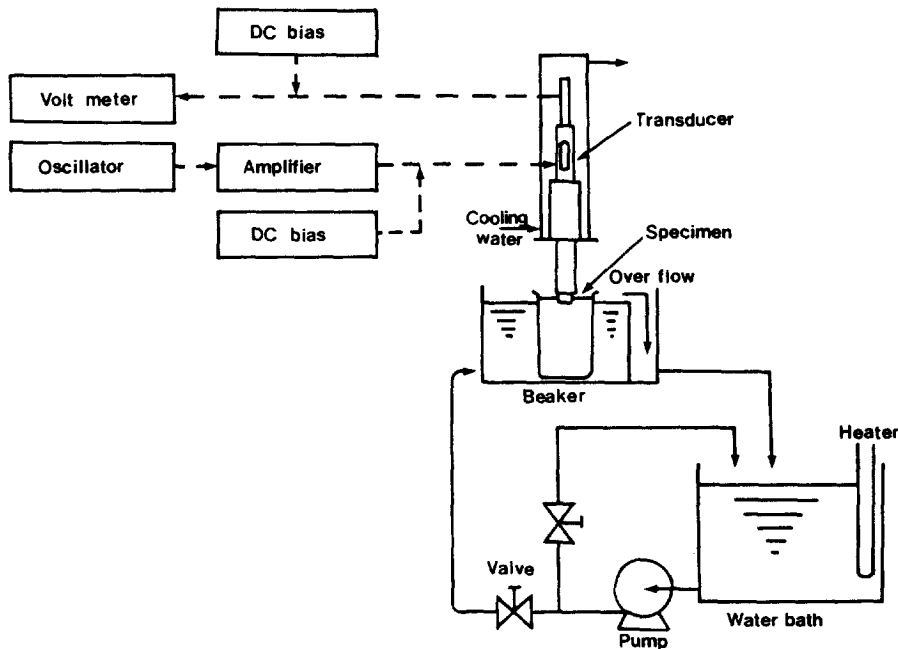 DC bias
Volt meter
Transducer
Oscillator
Amplifier
DC bias
Cooling
water
Specimen
Over flow
Beaker
Heater
Valve
Pump
Water bath